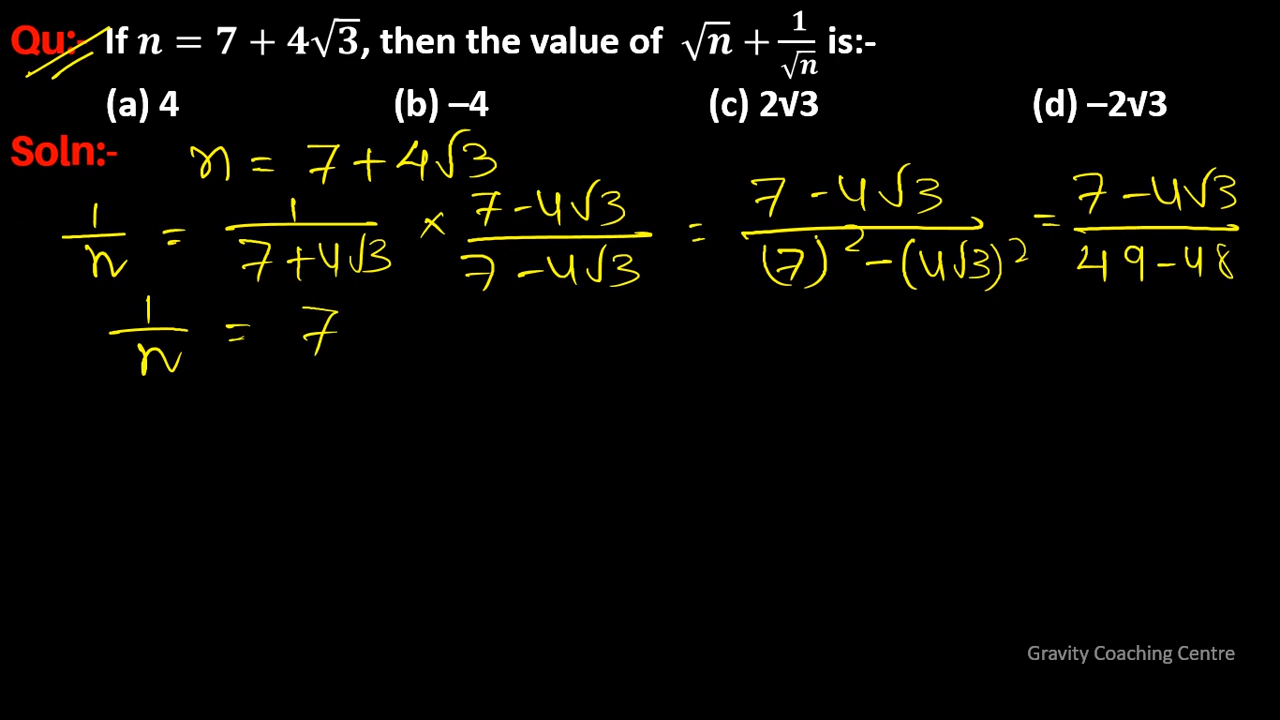 Qu:- If n = 7 + 4√3, then the value of √n + 1/√n is:-
(a) 4 (b) –4 (c) 2√3 (d) –2√3
Soln:- n = 7 + 4√3
1/n = 1/(7+4√3) × (7-4√3)/(7-4√3) = (7-4√3)/((7)²-(4√3)²) = (7-4√3)/(49-48)
1/n = 7
Gravity Coaching Centre